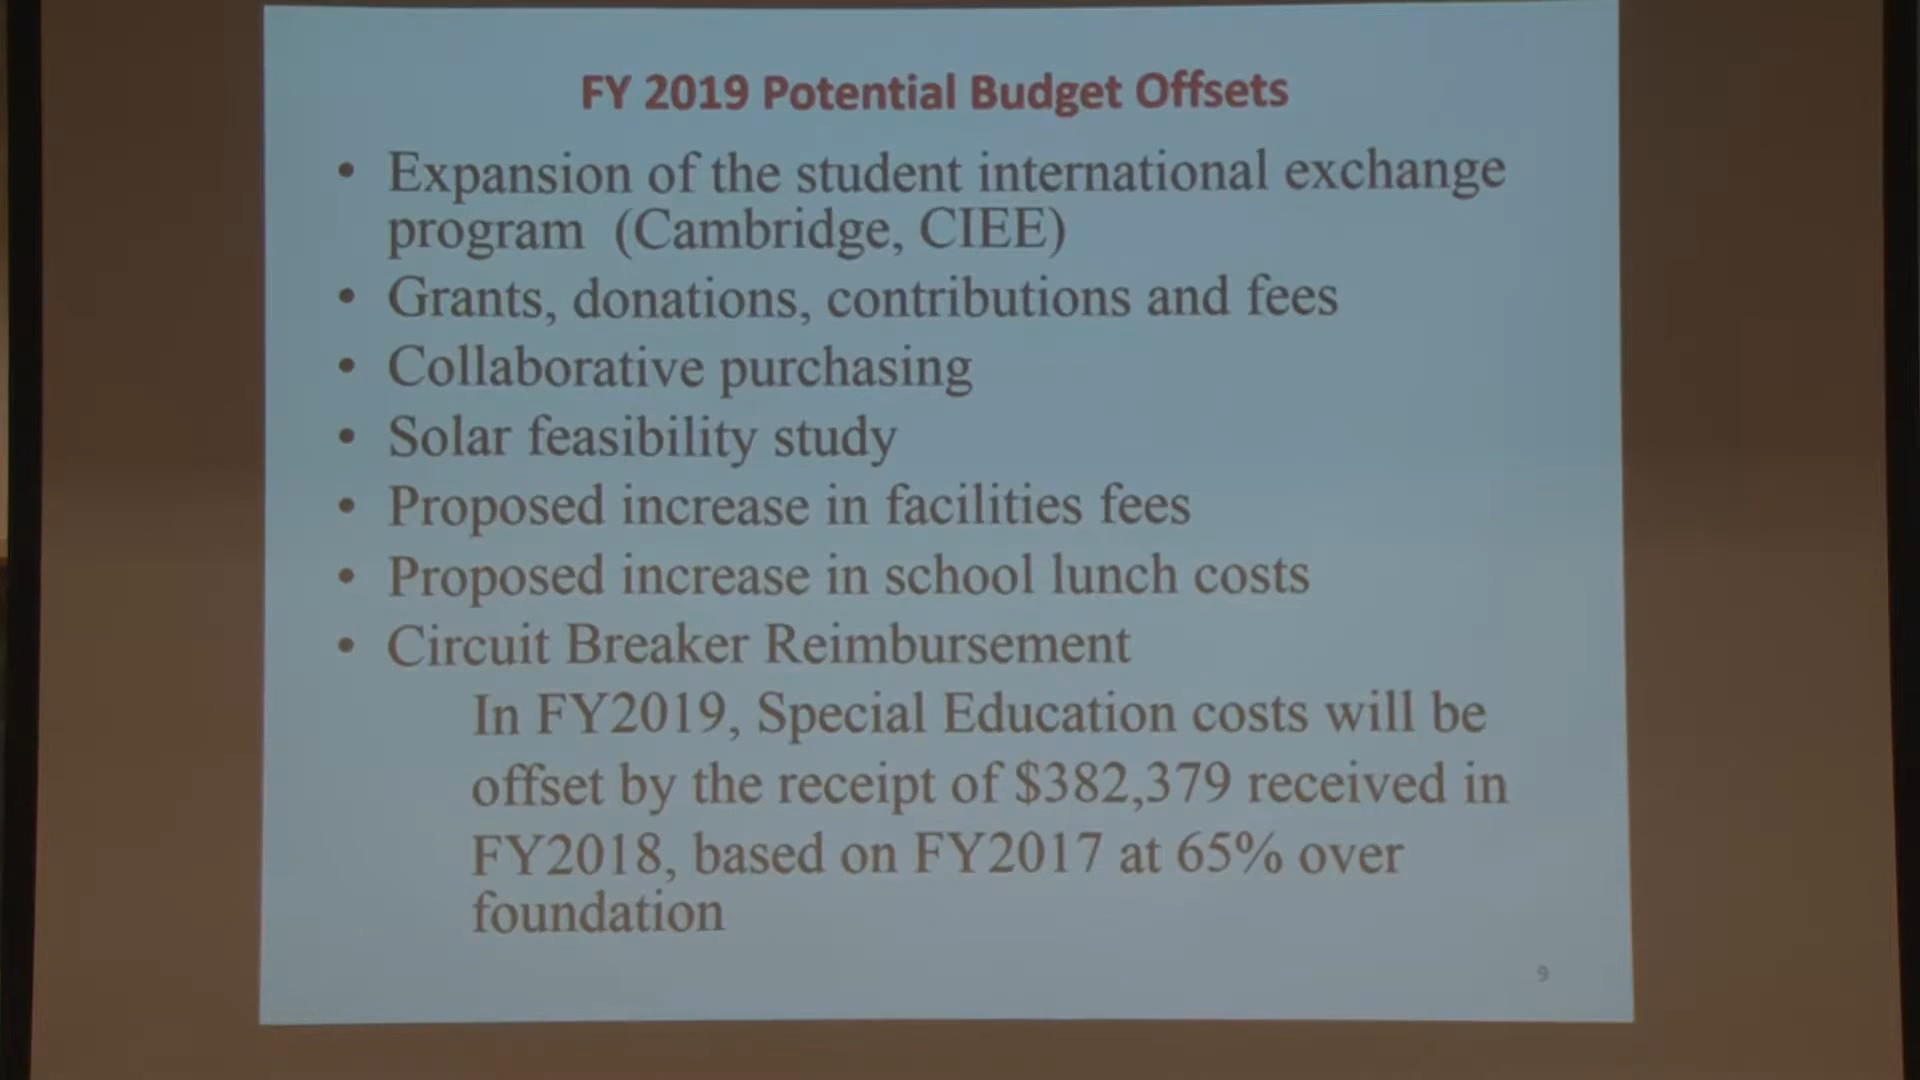 FY 2019 Potential Budget Offsets
• Expansion of the student international exchange
program (Cambridge, CIEE)
• Grants, donations, contributions and fees
• Collaborative purchasing
• Solar feasibility study
• Proposed increase in facilities fees
• Proposed increase in school lunch costs
• Circuit Breaker Reimbursement
In FY2019, Special Education costs will be
offset by the receipt of $382,379 received in
FY2018, based on FY2017 at 65% over
foundation
9